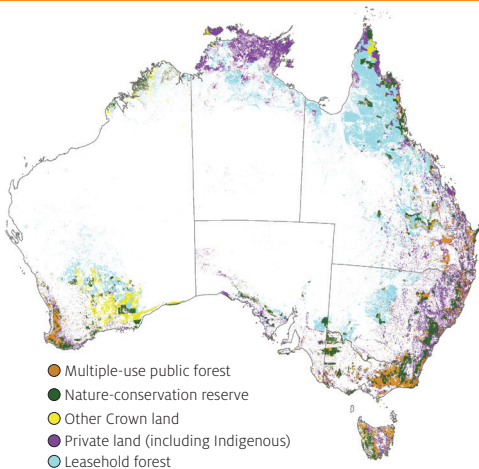 Multiple-use public forest
Nature-conservation reserve
Other Crown land
Private land (including Indigenous)
Leasehold forest